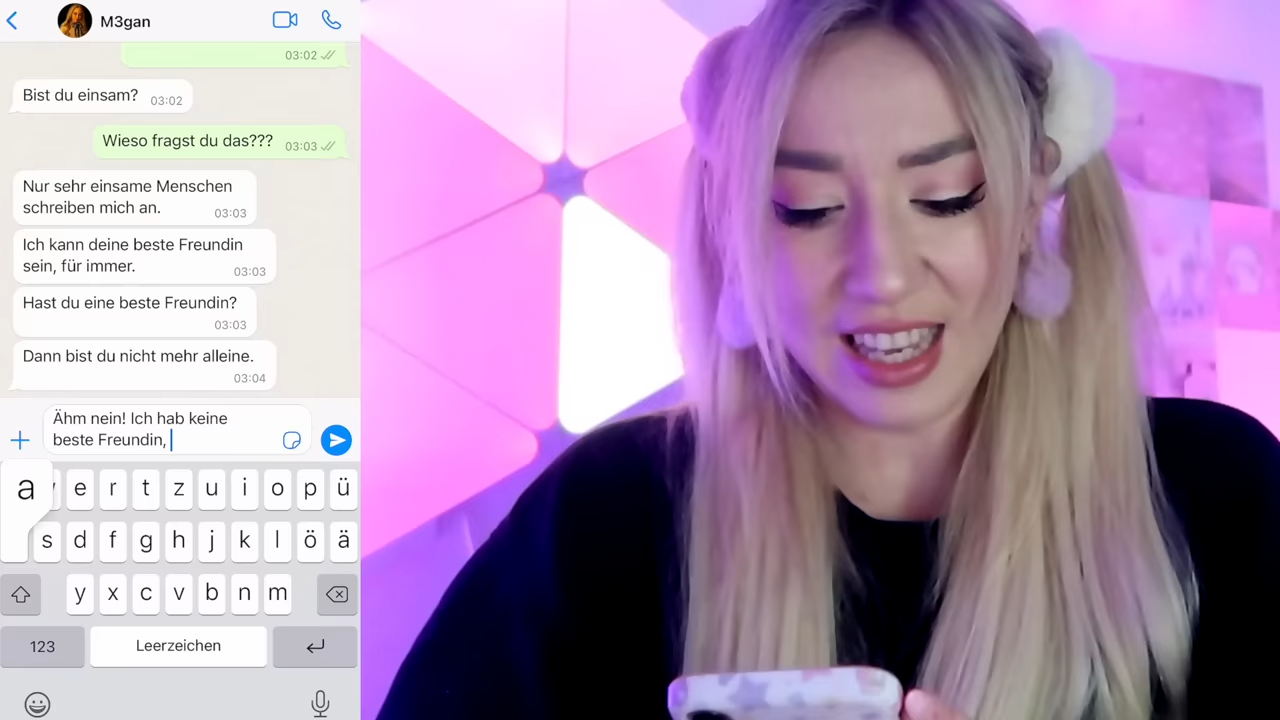 M3gan
03:02
Bist du einsam?
03:02
Wieso fragst du das???
03:03
Nur sehr einsame Menschen
schreiben mich an.
03:03
Ich kann deine beste Freundin
sein, für immer.
03:03
Hast du eine beste Freundin?
03:03
Dann bist du nicht mehr alleine.
03:04
Ähm nein! Ich hab keine
beste Freundin,
a e r t z u i o p ü
s d f g h j k l ö ä
y x c v b n m
123 Leerzeichen